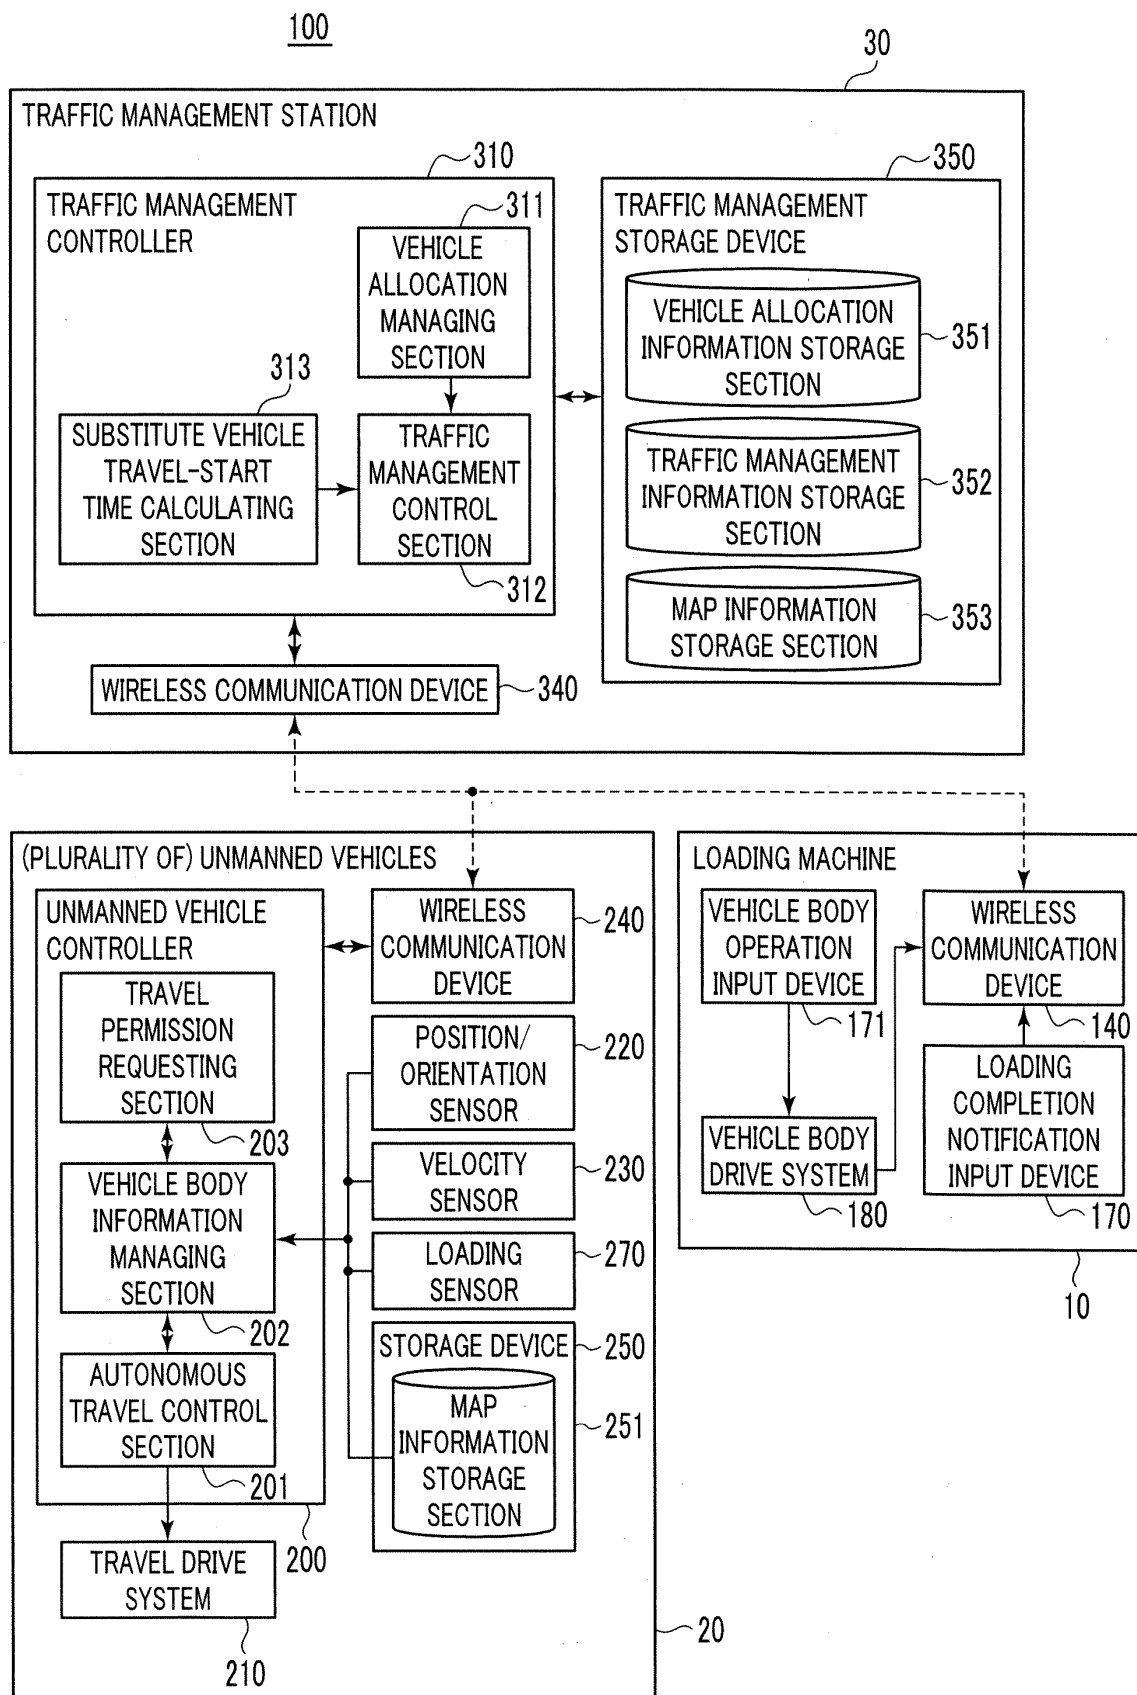 100
30
TRAFFIC MANAGEMENT STATION
310
TRAFFIC MANAGEMENT
CONTROLLER
311
VEHICLE
ALLOCATION
MANAGING
SECTION
313
SUBSTITUTE VEHICLE
TRAVEL-START
TIME CALCULATING
SECTION
TRAFFIC
MANAGEMENT
CONTROL
SECTION
312
350
TRAFFIC MANAGEMENT
STORAGE DEVICE
VEHICLE ALLOCATION
INFORMATION STORAGE
SECTION
351
TRAFFIC MANAGEMENT
INFORMATION STORAGE
SECTION
352
MAP INFORMATION
STORAGE SECTION
353
WIRELESS COMMUNICATION DEVICE
340
(PLURALITY OF) UNMANNED VEHICLES
UNMANNED VEHICLE
CONTROLLER
TRAVEL
PERMISSION
REQUESTING
SECTION
203
VEHICLE BODY
INFORMATION
MANAGING
SECTION
202
AUTONOMOUS
TRAVEL CONTROL
SECTION
201
200
TRAVEL DRIVE
SYSTEM
210
WIRELESS
COMMUNICATION
DEVICE
240
POSITION/
ORIENTATION
SENSOR
220
VELOCITY
SENSOR
230
LOADING
SENSOR
270
STORAGE DEVICE
250
MAP
INFORMATION
STORAGE
SECTION
251
20
LOADING MACHINE
VEHICLE BODY
OPERATION
INPUT DEVICE
171
WIRELESS
COMMUNICATION
DEVICE
140
VEHICLE BODY
DRIVE SYSTEM
180
LOADING
COMPLETION
NOTIFICATION
INPUT DEVICE
170
10